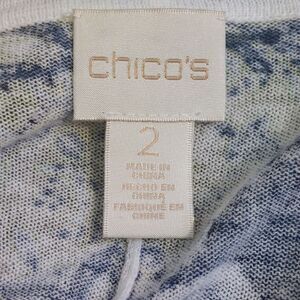 chico's
2
MADE IN
CHINA
HECHO EN
CHINA
FABRIQUÉ EN
CHINE